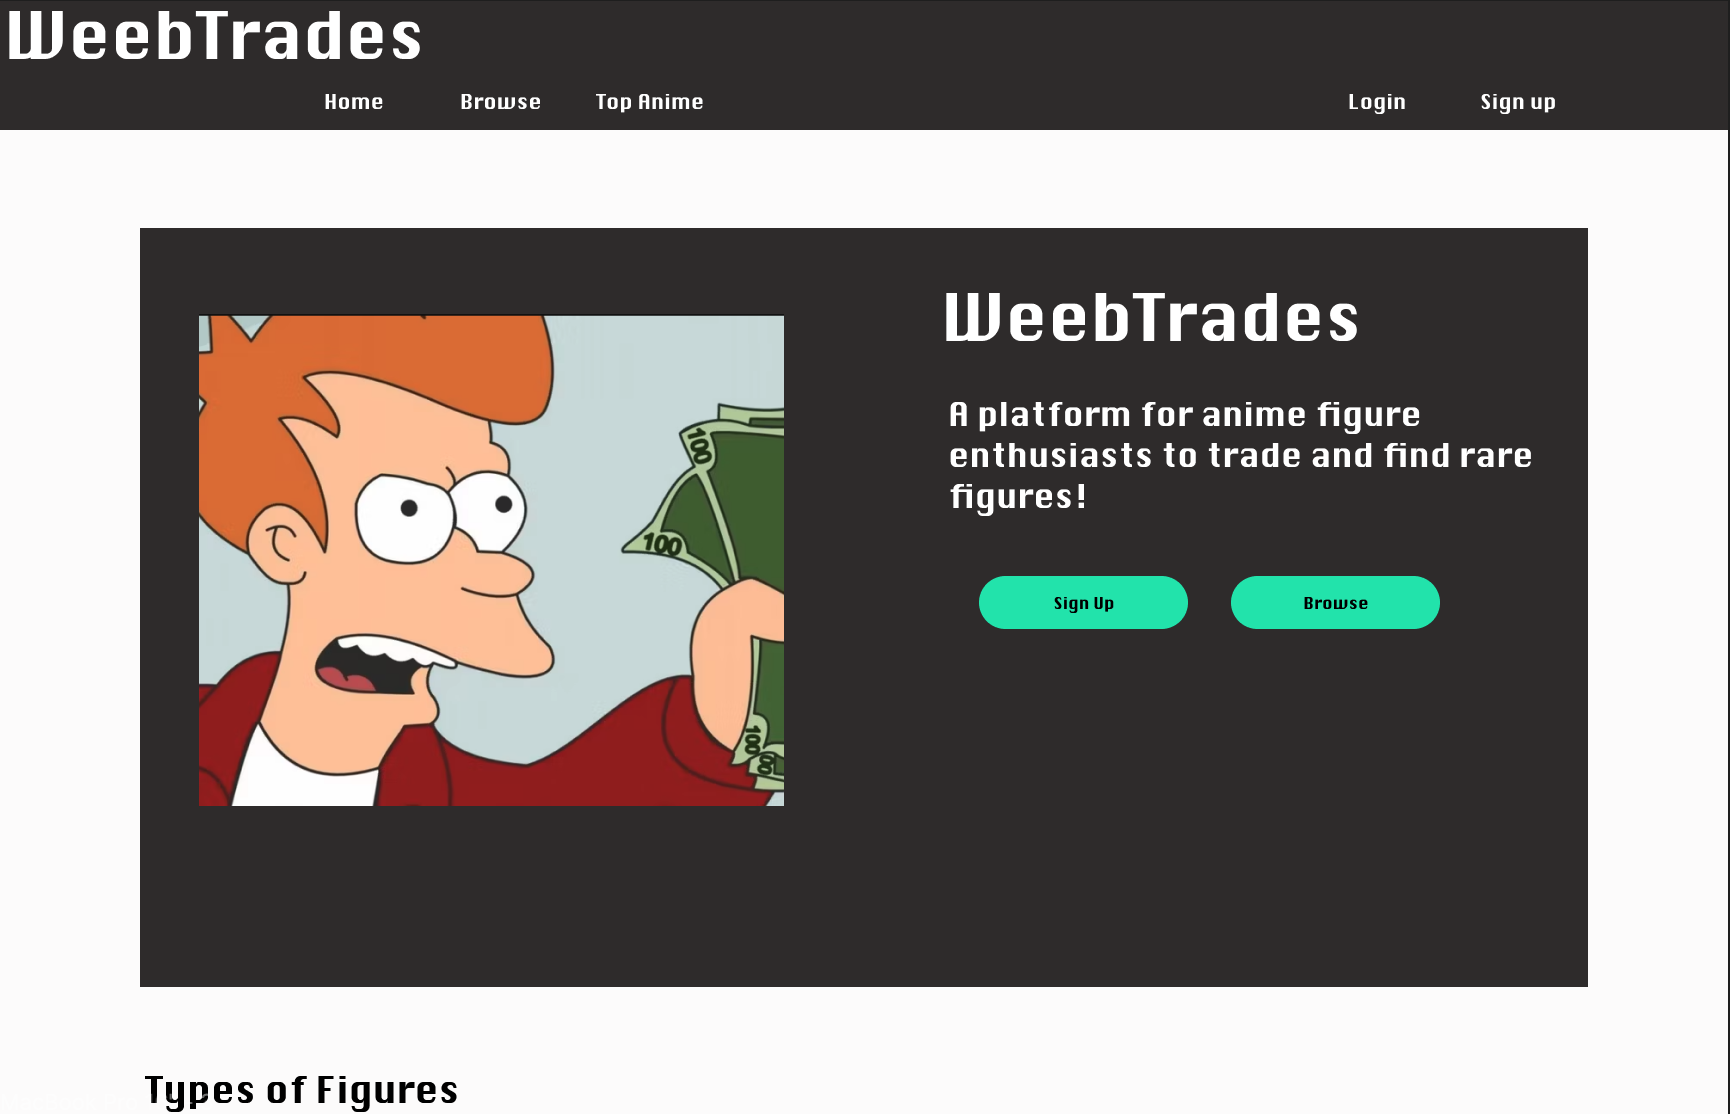 WeebTrades
Home Browse Top Anime Login Sign up
WeebTrades
A platform for anime figure
enthusiasts to trade and find rare
figures!
Sign Up Browse
100
100
100
00
Types of Figures